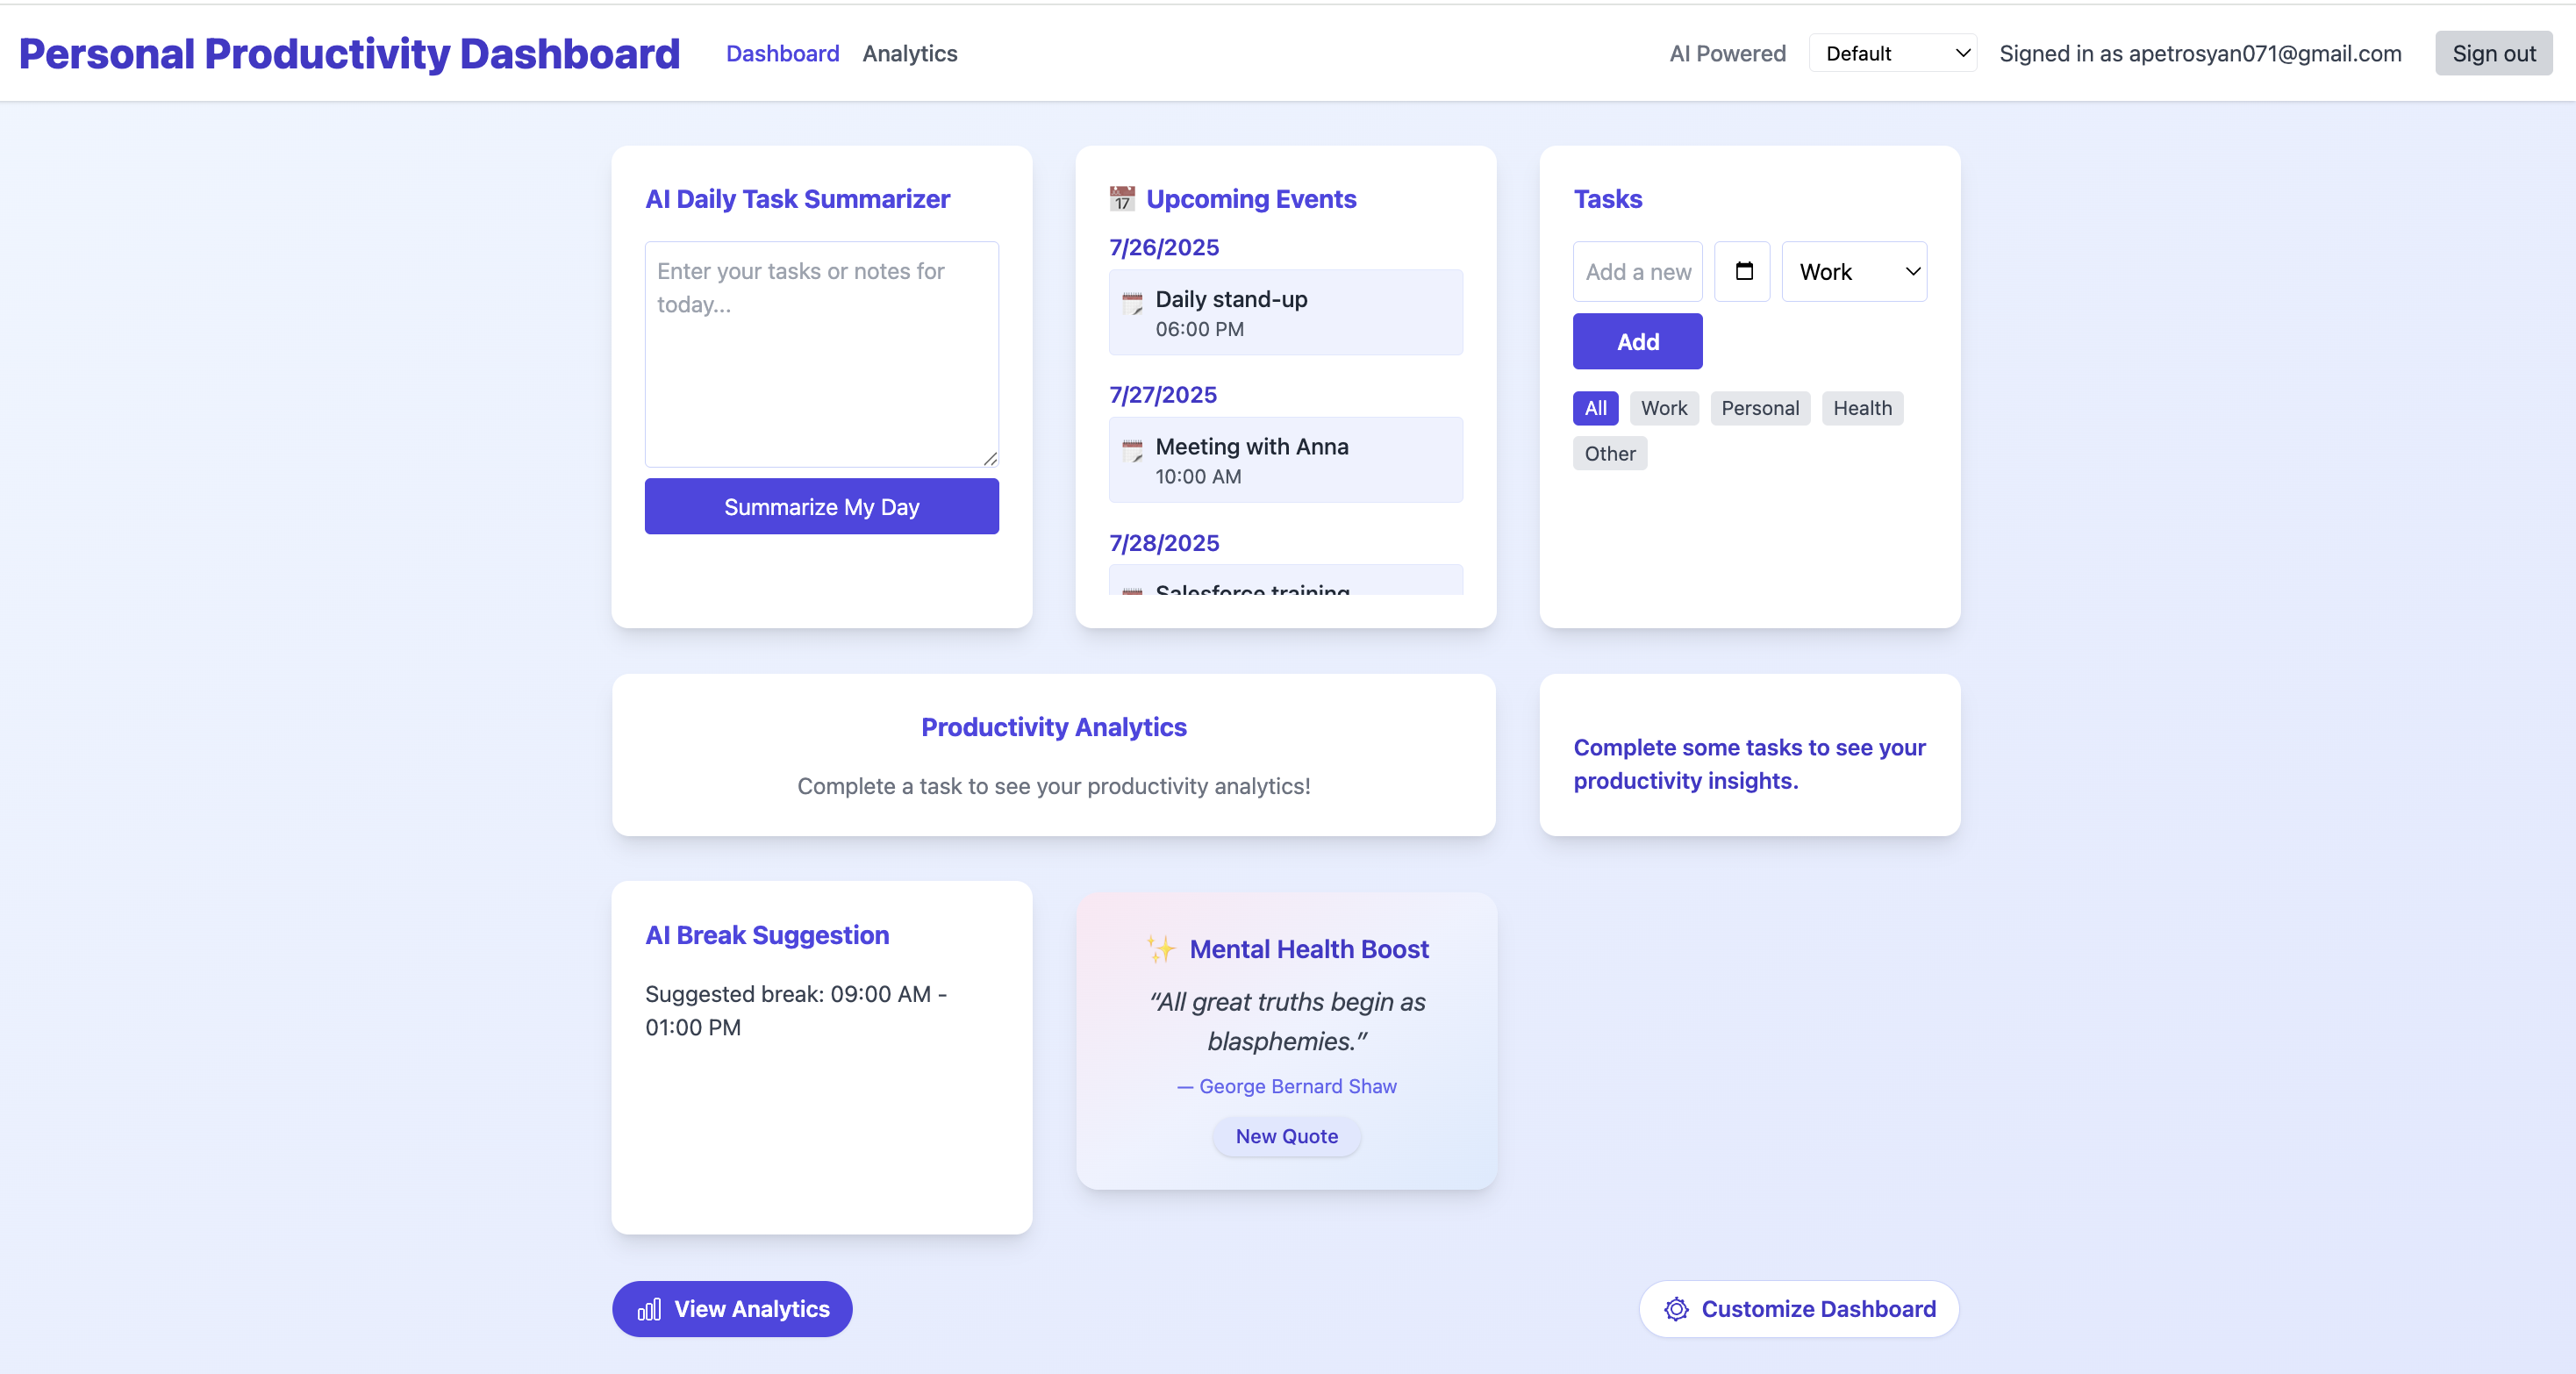 Personal Productivity Dashboard
Dashboard
Analytics
AI Powered
Default
Signed in as apetrosyan071@gmail.com
Sign out
AI Daily Task Summarizer
Enter your tasks or notes for
today...
Summarize My Day
17
Upcoming Events
7/26/2025
Daily stand-up
06:00 PM
7/27/2025
Meeting with Anna
10:00 AM
7/28/2025
Salesforce training
Tasks
Add a new
Work
Add
All
Work
Personal
Health
Other
Productivity Analytics
Complete a task to see your productivity analytics!
Complete some tasks to see your
productivity insights.
AI Break Suggestion
Suggested break: 09:00 AM -
01:00 PM
✨ Mental Health Boost
“All great truths begin as
blasphemies.”
— George Bernard Shaw
New Quote
View Analytics
Customize Dashboard